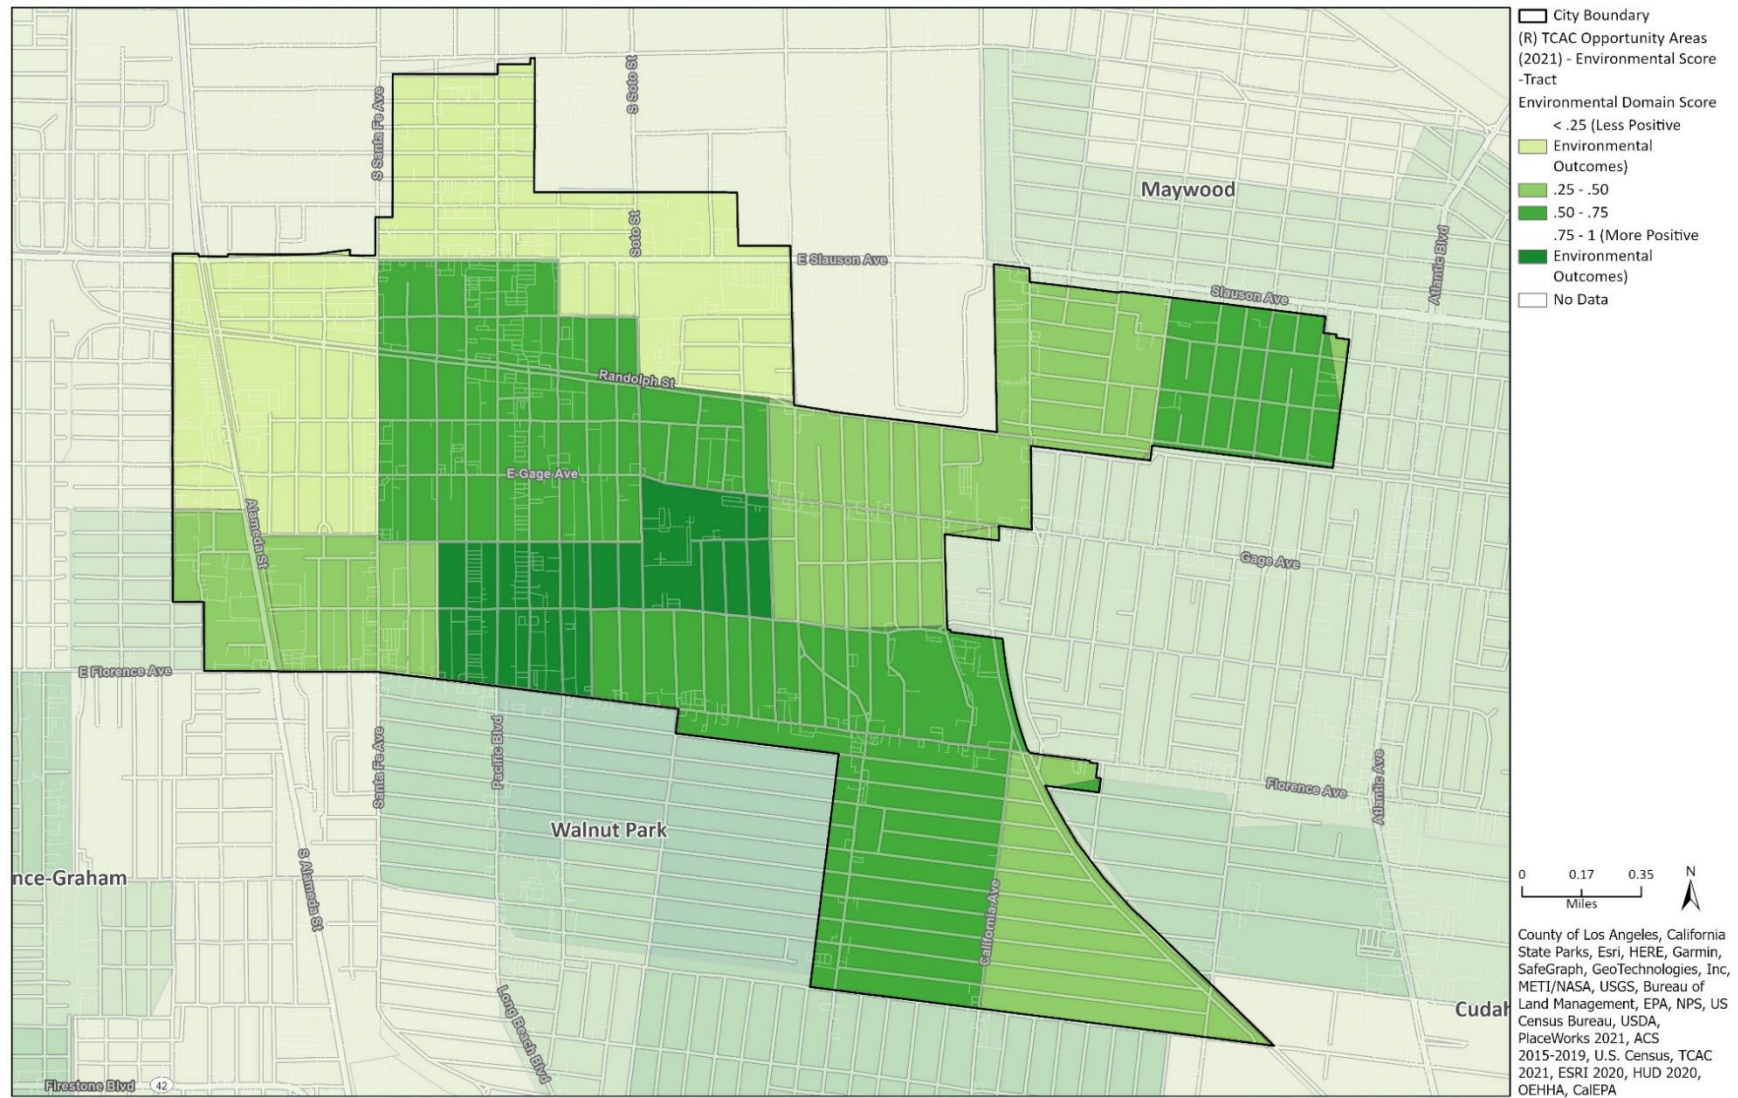 S Santa Fe Ave
S Soto St
Maywood
Soto St
Atlantic Blvd
E Slauson Ave
Slauson Ave
Randolph St
E Gage Ave
Alameda St
Gage Ave
E Florence Ave
Santa Fe Ave
Pacific Blvd
Florence Ave
Atlantic Ave
Walnut Park
nce-Graham
S Alameda St
California Ave
Long Beach Blvd
Cudah
Firestone Blvd
42
City Boundary
(R) TCAC Opportunity Areas
(2021) - Environmental Score
-Tract
Environmental Domain Score
< .25 (Less Positive
Environmental
Outcomes)
.25 - .50
.50 - .75
.75 - 1 (More Positive
Environmental
Outcomes)
No Data
0 0.17 0.35
Miles
N
County of Los Angeles, California
State Parks, Esri, HERE, Garmin,
SafeGraph, GeoTechnologies, Inc,
METI/NASA, USGS, Bureau of
Land Management, EPA, NPS, US
Census Bureau, USDA,
PlaceWorks 2021, ACS
2015-2019, U.S. Census, TCAC
2021, ESRI 2020, HUD 2020,
OEHHA, CalEPA